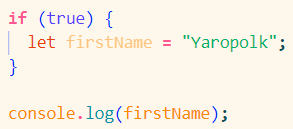 if (true) {
  let firstName = "Yaropolk";
}

console.log(firstName);